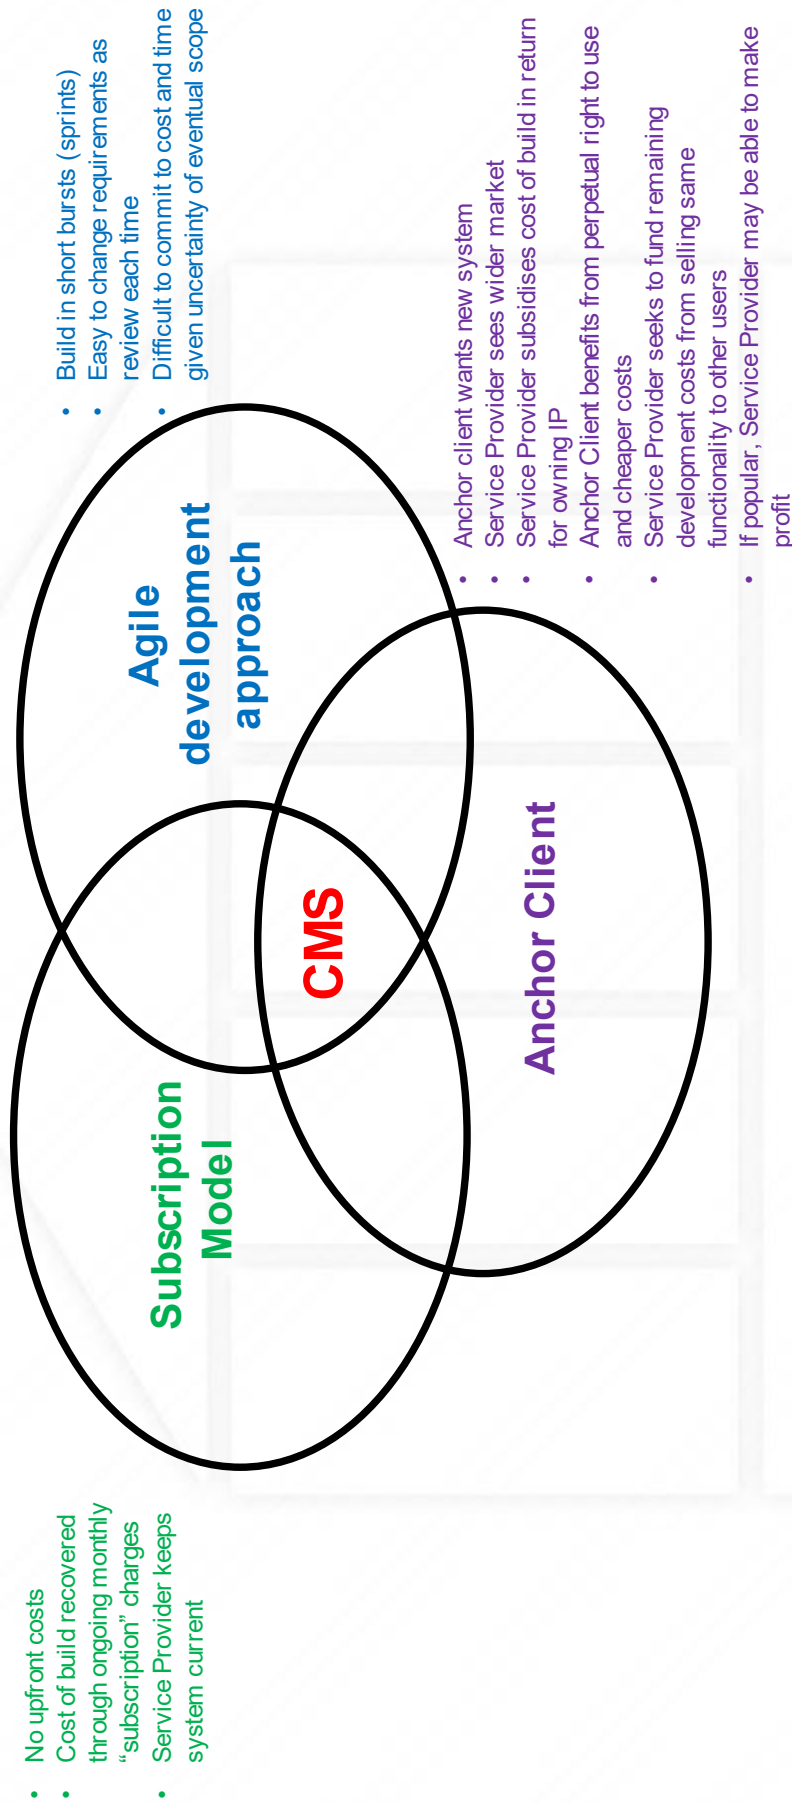 • No upfront costs
• Cost of build recovered
through ongoing monthly
“subscription” charges
• Service Provider keeps
system current
Subscription
Model
Agile
development
approach
• Build in short bursts (sprints)
• Easy to change requirements as
review each time
• Difficult to commit to cost and time
given uncertainty of eventual scope
CMS
Anchor Client
• Anchor client wants new system
• Service Provider sees wider market
• Service Provider subsidises cost of build in return
for owning IP
• Anchor Client benefits from perpetual right to use
and cheaper costs
• Service Provider seeks to fund remaining
development costs from selling same
functionality to other users
• If popular, Service Provider may be able to make
profit